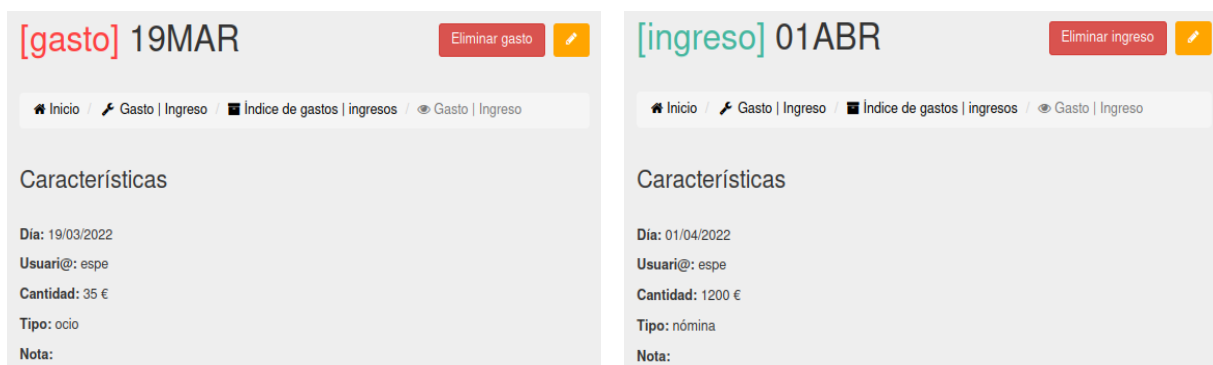 [gasto] 19MAR
Eliminar gasto
Inicio / Gasto | Ingreso / Índice de gastos | ingresos / Gasto | Ingreso
Características
Día: 19/03/2022
Usuari@: espe
Cantidad: 35 €
Tipo: ocio
Nota:
[ingreso] 01ABR
Eliminar ingreso
Inicio / Gasto | Ingreso / Índice de gastos | ingresos / Gasto | Ingreso
Características
Día: 01/04/2022
Usuari@: espe
Cantidad: 1200 €
Tipo: nómina
Nota: